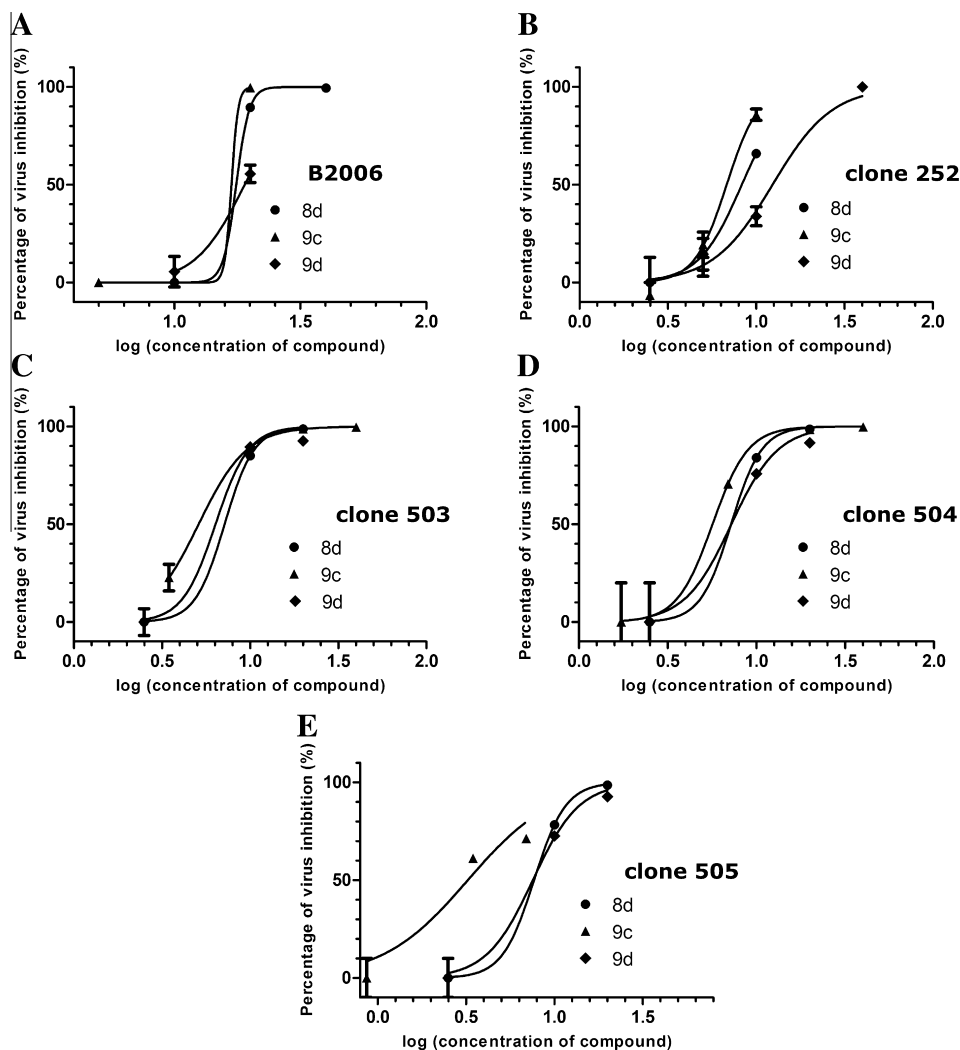 A
Percentage of virus inhibition (%)
100
50
0
1.0
1.5
2.0
log (concentration of compound)
B2006
8d
9c
9d
B
Percentage of virus inhibition (%)
100
50
0
0.0
0.5
1.0
1.5
2.0
log (concentration of compound)
clone 252
8d
9c
9d
C
Percentage of virus inhibition (%)
100
50
0
0.0
0.5
1.0
1.5
2.0
log (concentration of compound)
clone 503
8d
9c
9d
D
Percentage of virus inhibition (%)
100
50
0
0.0
0.5
1.0
1.5
2.0
log (concentration of compound)
clone 504
8d
9c
9d
E
Percentage of virus inhibition (%)
100
50
0
0.0
0.5
1.0
1.5
log (concentration of compound)
clone 505
8d
9c
9d